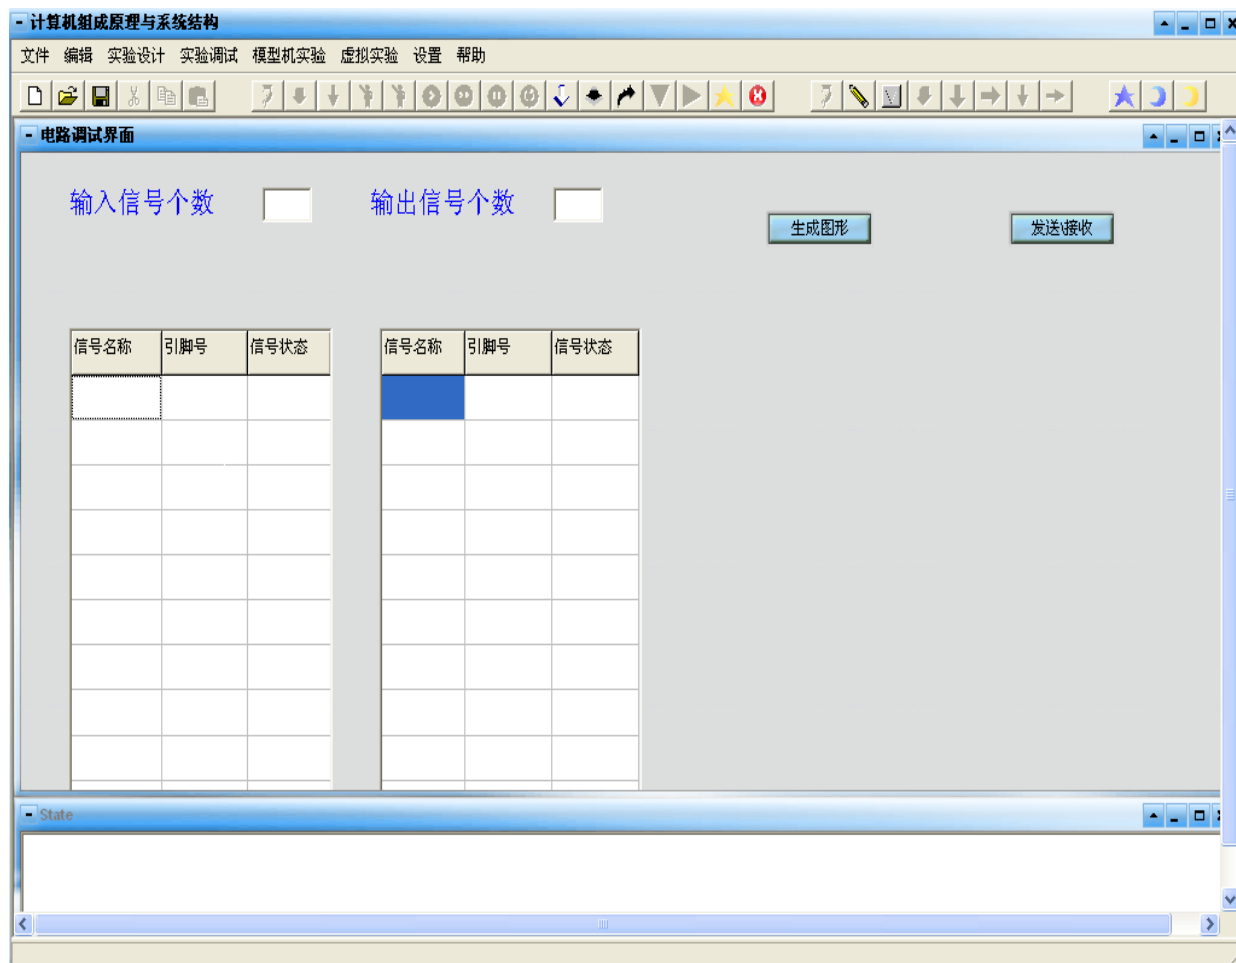 计算机组成原理与系统结构
文件 编辑 实验设计 实验调试 模型机实验 虚拟实验 设置 帮助
电路调试界面
输入信号个数 输出信号个数
生成图形 发送\接收
信号名称 引脚号 信号状态 信号名称 引脚号 信号状态
State